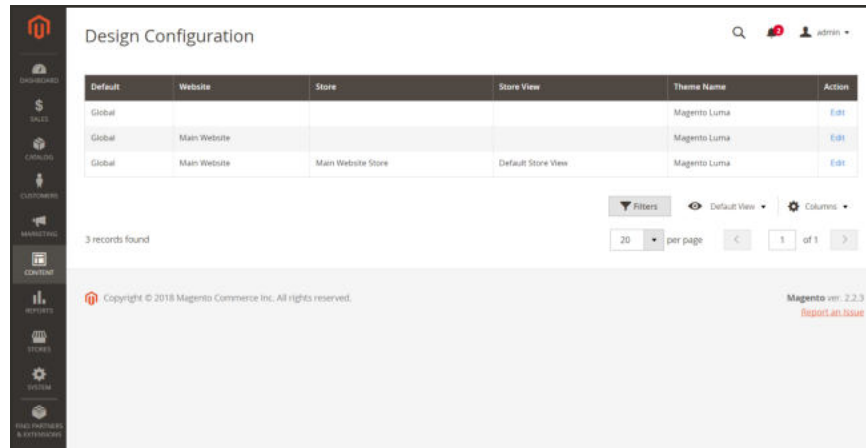 Design Configuration
2
admin
DASHBOARD
SALES
CATALOG
CUSTOMERS
MARKETING
CONTENT
REPORTS
STORES
SYSTEM
FIND PARTNERS
& EXTENSIONS
Default Website Store Store View Theme Name Action
Global Magento Luma Edit
Global Main Website Magento Luma Edit
Global Main Website Main Website Store Default Store View Magento Luma Edit
Filters Default View Columns
3 records found 20 per page 1 of 1
Copyright © 2018 Magento Commerce Inc. All rights reserved. Magento ver. 2.2.3
Report an Issue